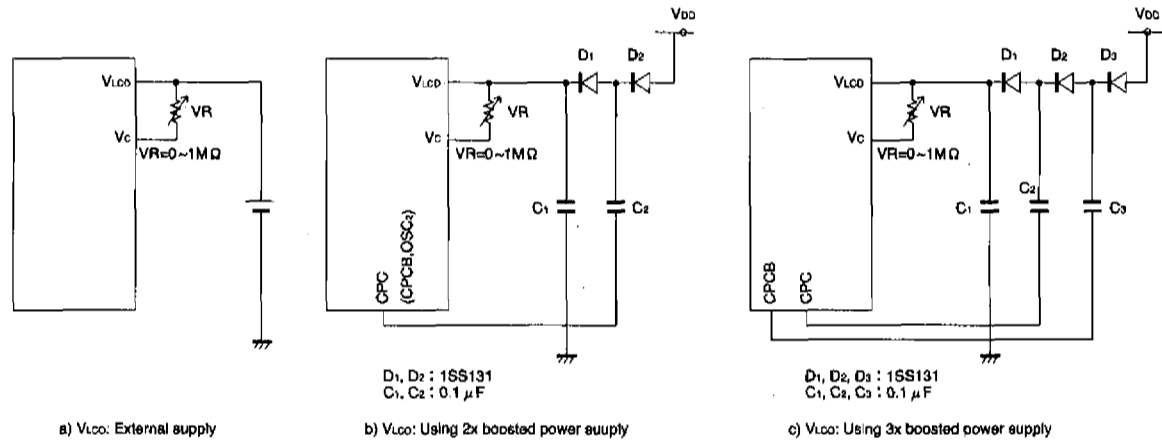 VLCD
VR
VC
VR=0~1MΩ
a) VLCD: External supply
VDD
D1
D2
VLCD
VR
VC
VR=0~1MΩ
C1
C2
CPC
(CPCB,OSC2)
D1, D2 : 1SS131
C1, C2 : 0.1 μF
b) VLCD: Using 2x boosted power suuply
VDD
D1
D2
D3
VLCD
VR
VC
VR=0~1MΩ
C1
C2
C3
CPCB
CPC
D1, D2, D3 : 1SS131
C1, C2, C3 : 0.1 μF
c) VLCD: Using 3x boosted power supply